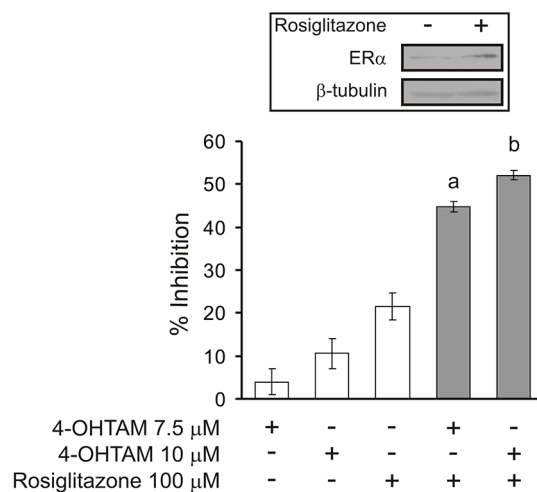 Rosiglitazone - +
ERα
β-tubulin
% Inhibition
60
50
40
30
20
10
0
a
b
4-OHTAM 7.5 μM + - - + -
4-OHTAM 10 μM - + - - +
Rosiglitazone 100 μM - - + + +